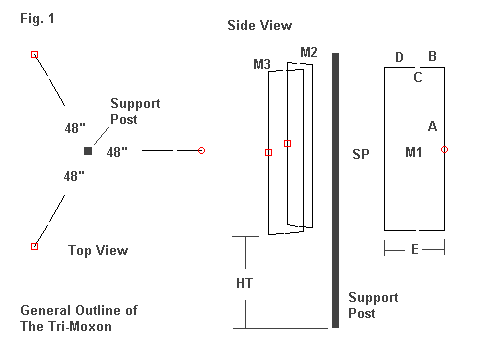 Fig. 1
Side View
M3
M2
D
B
C
Support
Post
48"
48"
48"
A
SP
M1
Top View
E
HT
Support
Post
General Outline of
The Tri-Moxon